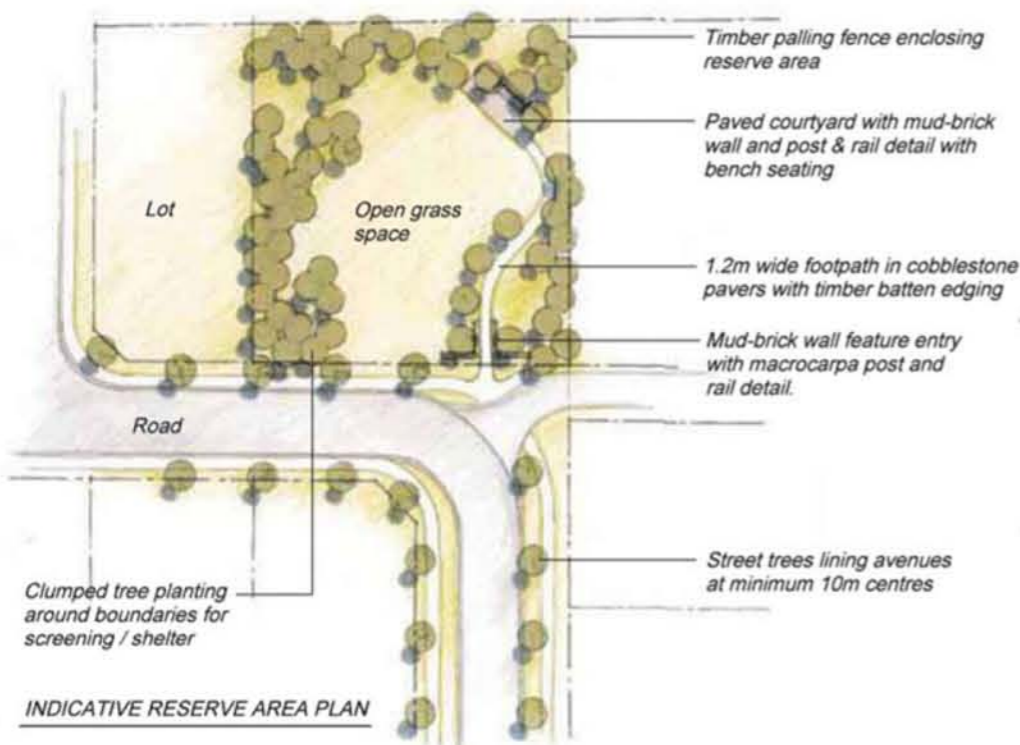 Timber palling fence enclosing
reserve area
Paved courtyard with mud-brick
wall and post & rail detail with
bench seating
Lot
Open grass
space
1.2m wide footpath in cobblestone
pavers with timber batten edging
Mud-brick wall feature entry
with macrocarpa post and
rail detail.
Road
Street trees lining avenues
at minimum 10m centres
Clumped tree planting
around boundaries for
screening / shelter
INDICATIVE RESERVE AREA PLAN